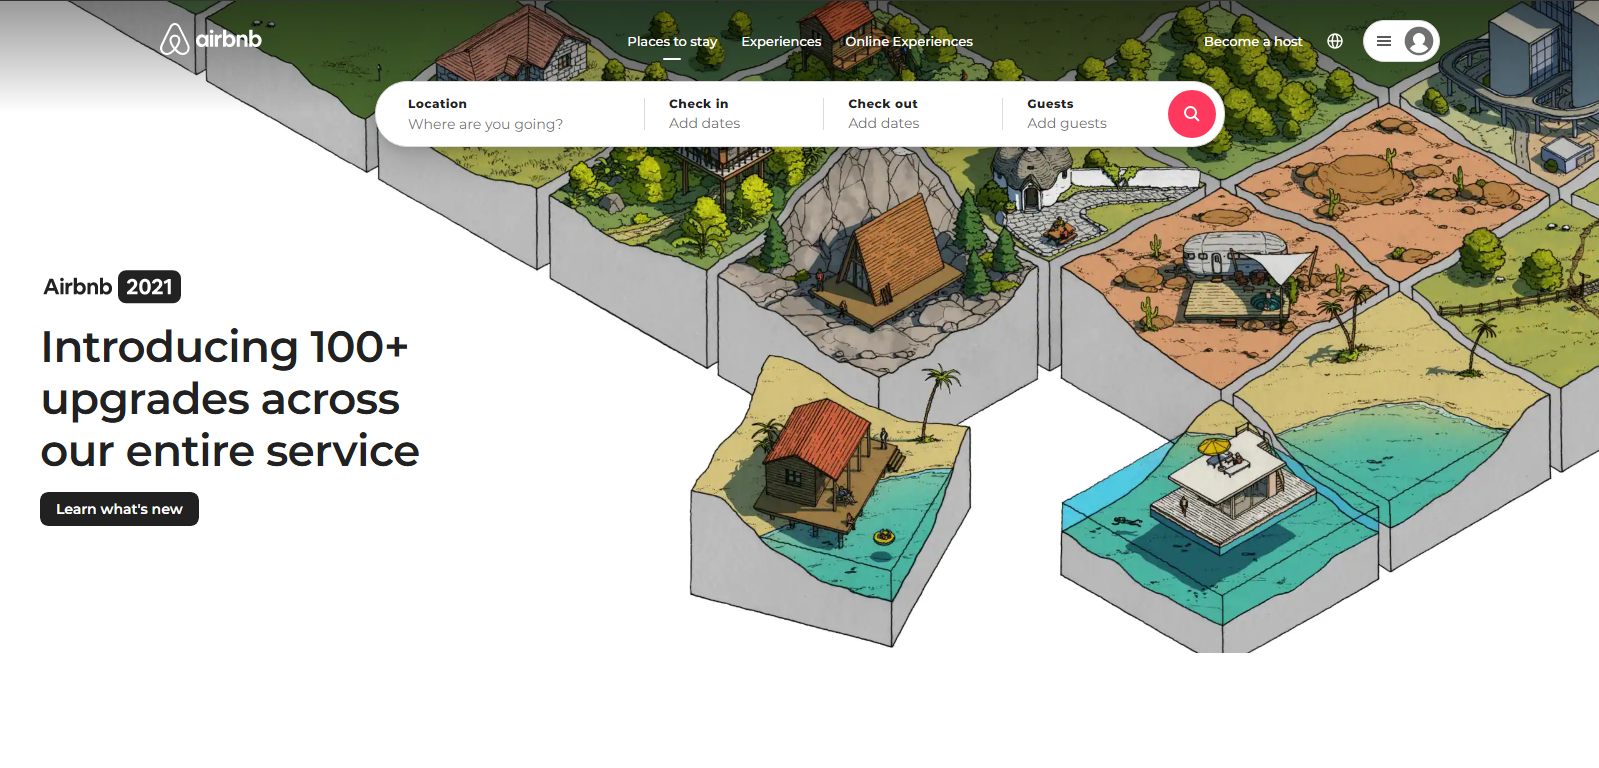 airbnb
Places to stay
Experiences
Online Experiences
Become a host
Location
Where are you going?
Check in
Add dates
Check out
Add dates
Guests
Add guests
Airbnb 2021
Introducing 100+
upgrades across
our entire service
Learn what's new